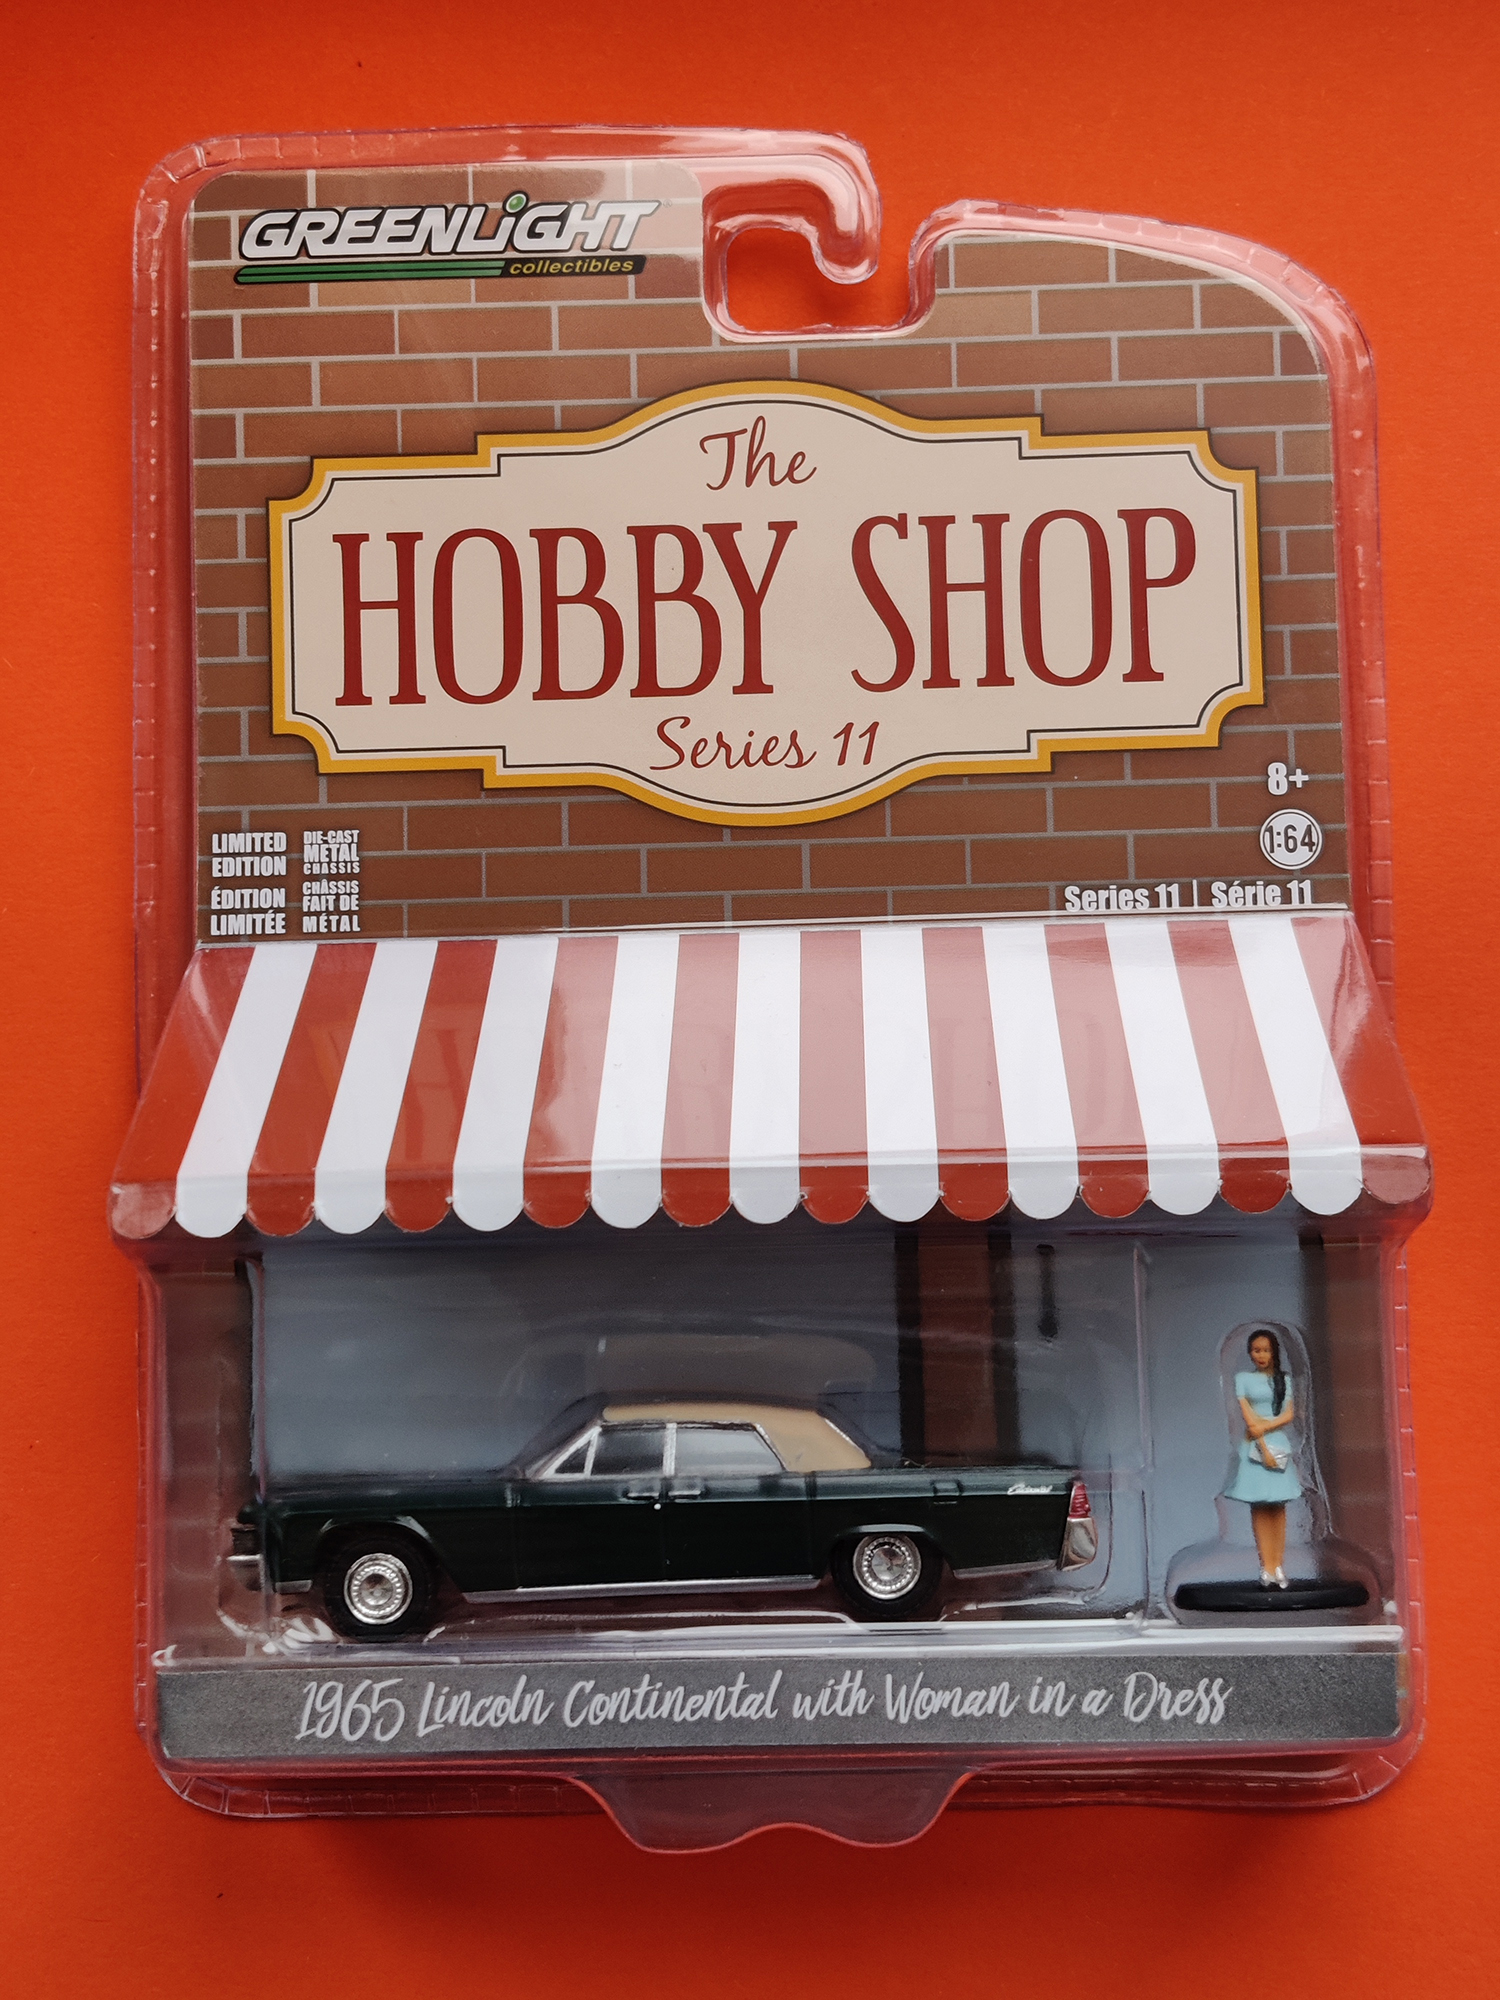 GREENLiGHT
collectibles
The
HOBBY SHOP
Series 11
8+
1:64
LIMITED
EDITION
ÉDITION
LIMITÉE
DIE-CAST
METAL
CHASSIS
CHÂSSIS
FAIT DE
MÉTAL
Series 11 | Série 11
Continental
1965 Lincoln Continental with Woman in a Dress